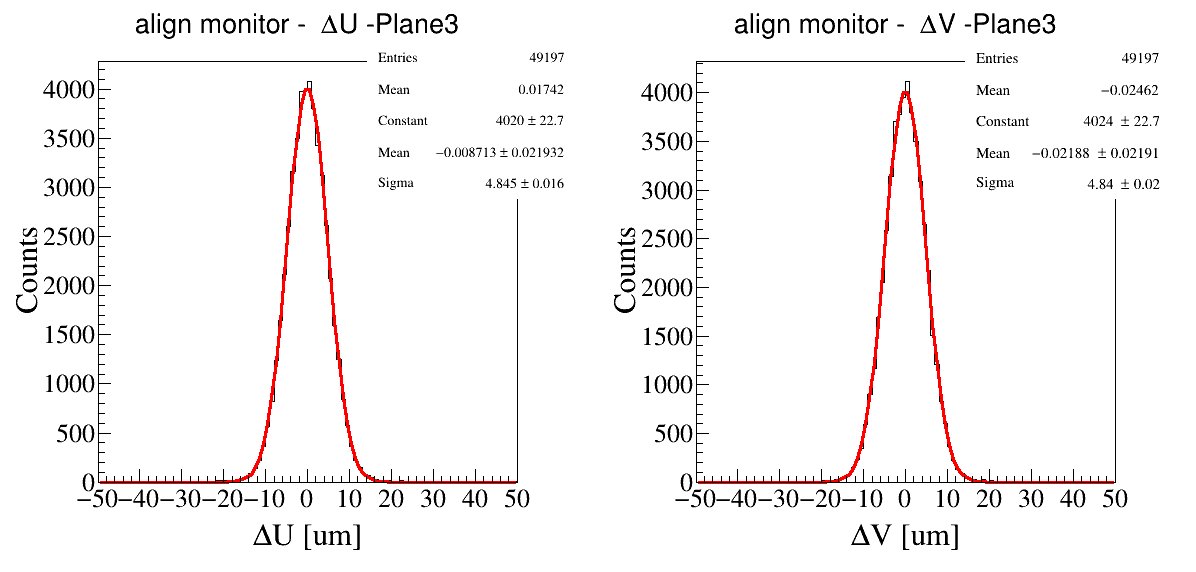 align monitor - ΔU -Plane3
Entries 49197
Mean 0.01742
Constant 4020 ± 22.7
Mean −0.008713 ± 0.021932
Sigma 4.845 ± 0.016
Counts
4000
3500
3000
2500
2000
1500
1000
500
0
−50 −40 −30 −20 −10 0 10 20 30 40 50
ΔU [um]
align monitor - ΔV -Plane3
Entries 49197
Mean −0.02462
Constant 4024 ± 22.7
Mean −0.02188 ± 0.02191
Sigma 4.84 ± 0.02
Counts
4000
3500
3000
2500
2000
1500
1000
500
0
−50 −40 −30 −20 −10 0 10 20 30 40 50
ΔV [um]